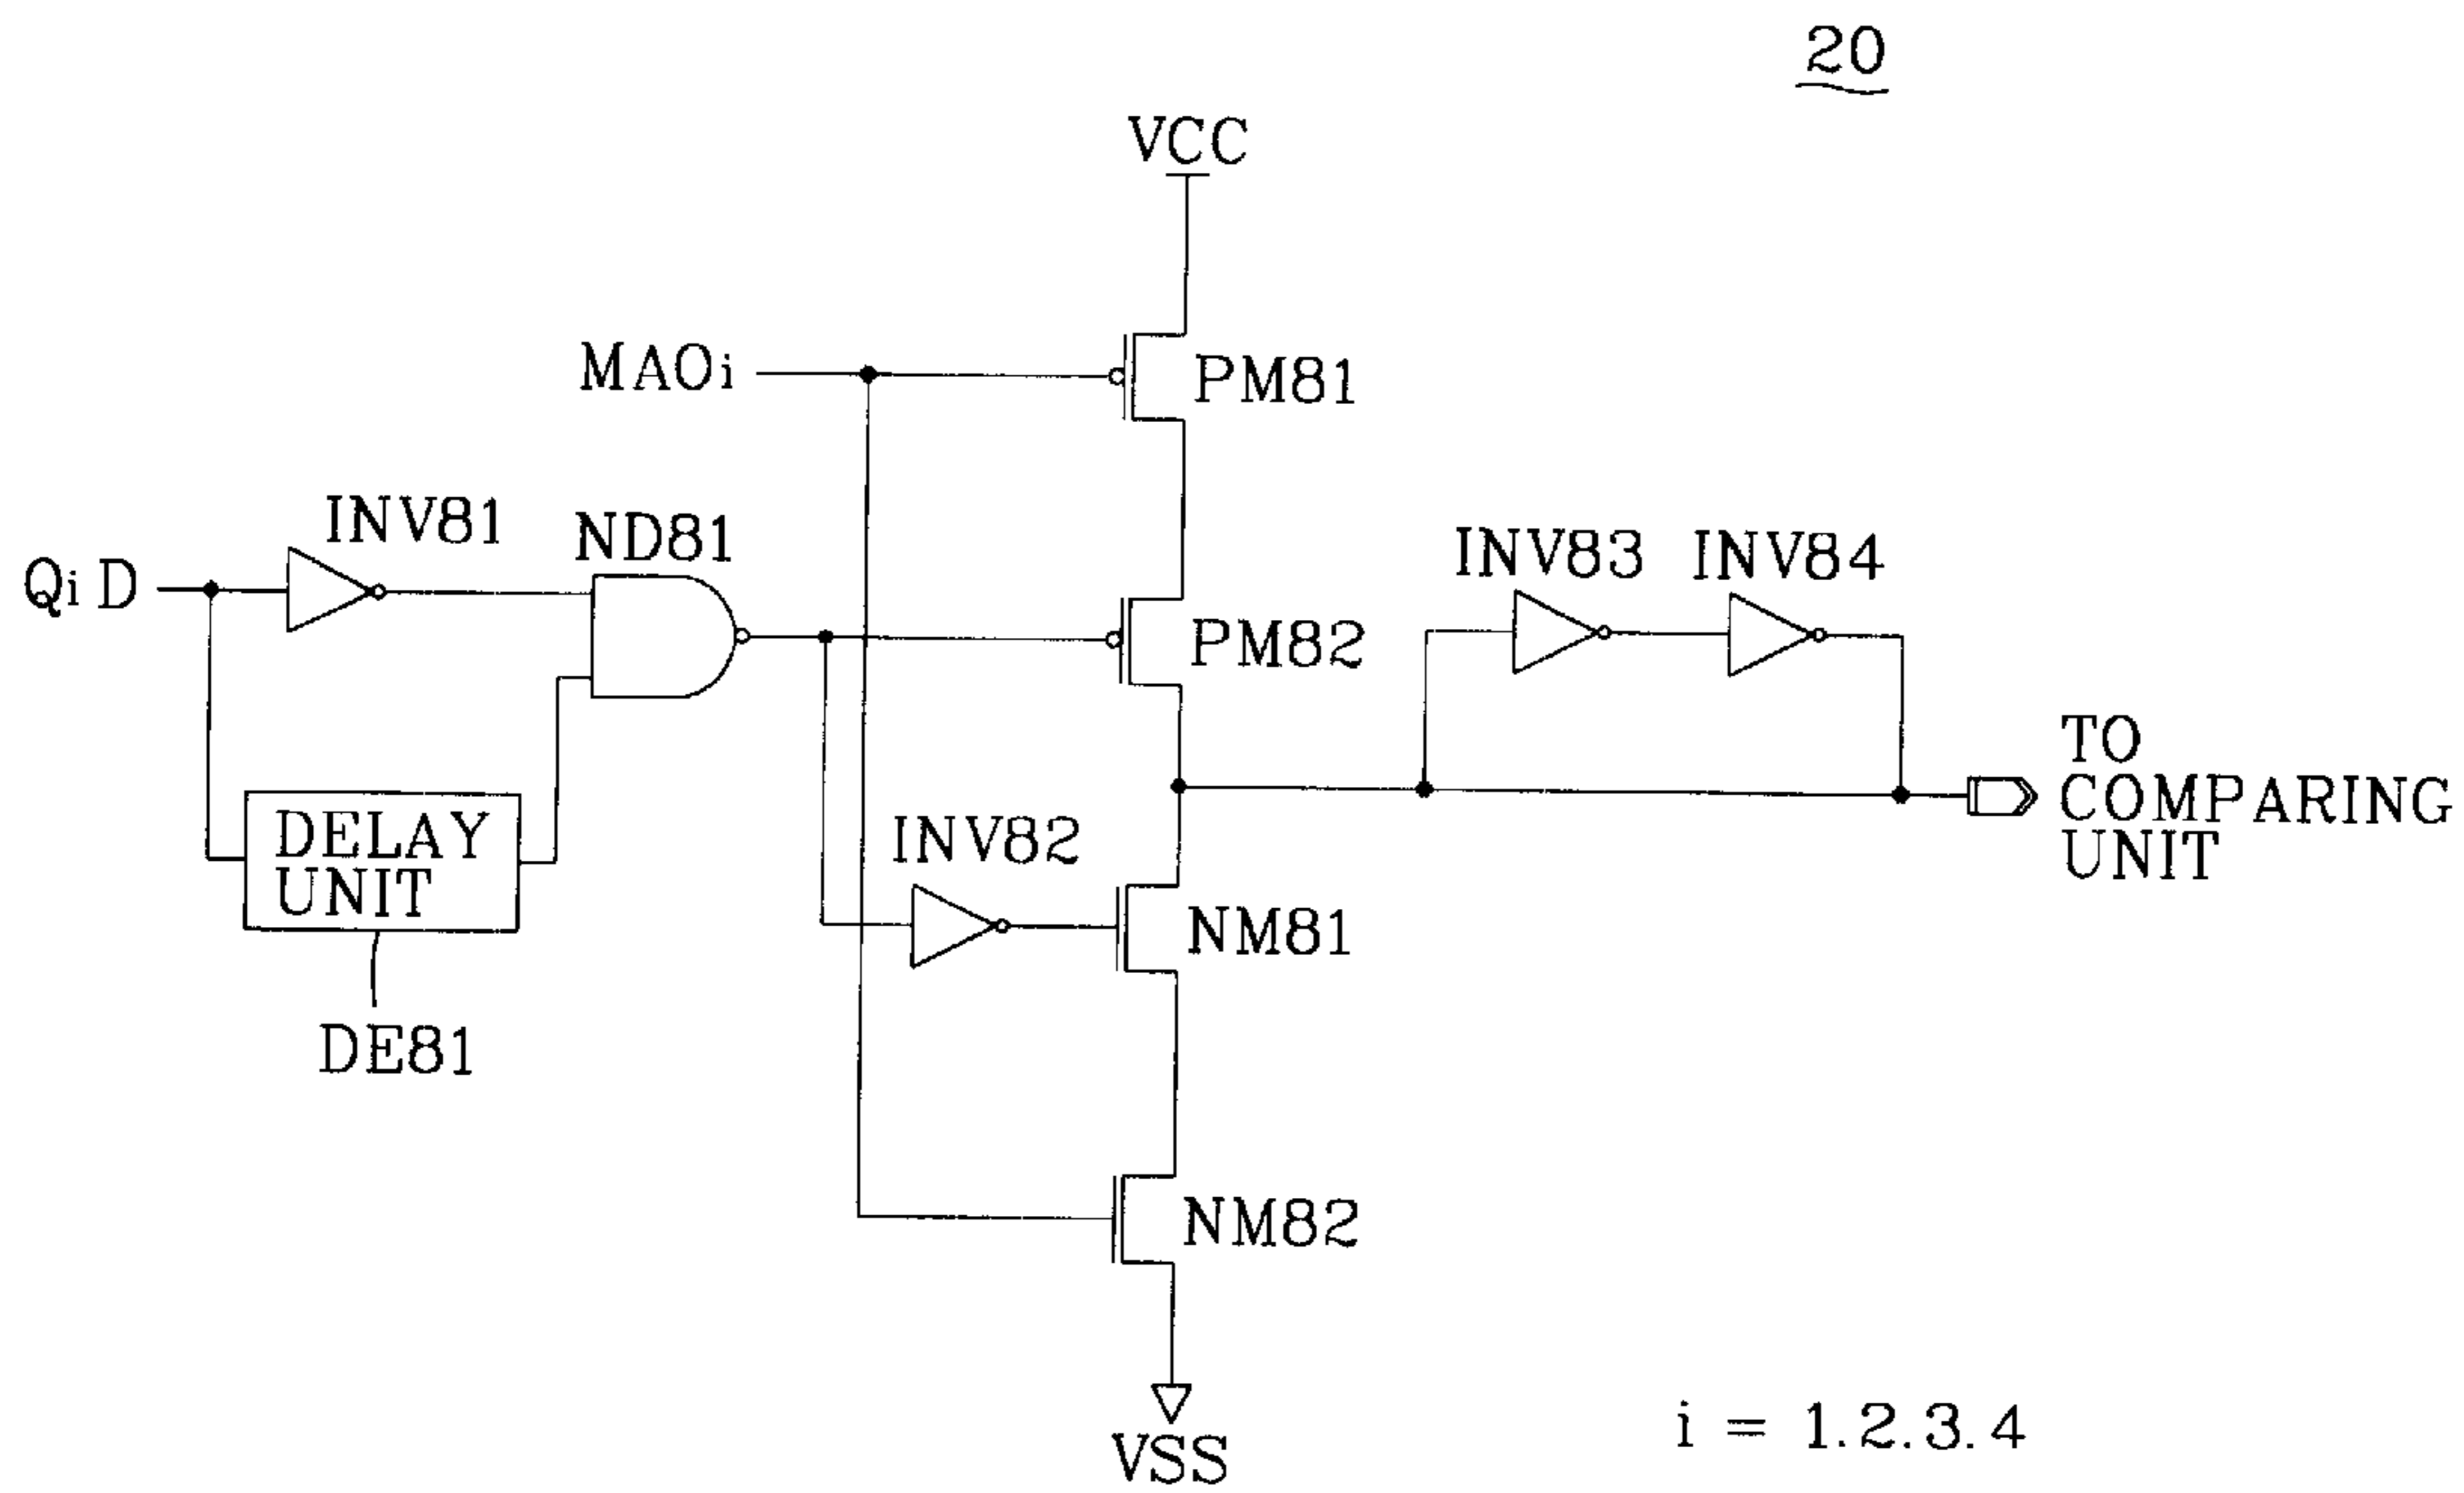 20
VCC
MAOi
PM81
INV81
ND81
QiD
INV83
INV84
PM82
TO
COMPARING
UNIT
DELAY
UNIT
INV82
NM81
DE81
NM82
VSS
i = 1.2.3.4